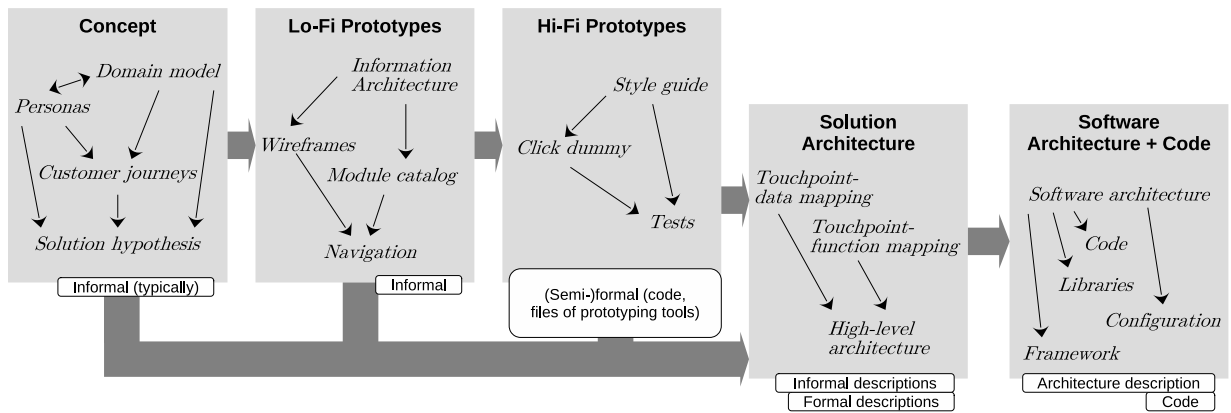 Concept
Domain model
Personas
Customer journeys
Solution hypothesis
Informal (typically)
Lo-Fi Prototypes
Information
Architecture
Wireframes
Module catalog
Navigation
Informal
Hi-Fi Prototypes
Style guide
Click dummy
Tests
(Semi-)formal (code,
files of prototyping tools)
Solution
Architecture
Touchpoint-
data mapping
Touchpoint-
function mapping
High-level
architecture
Informal descriptions
Formal descriptions
Software
Architecture + Code
Software architecture
Code
Libraries
Configuration
Framework
Architecture description
Code